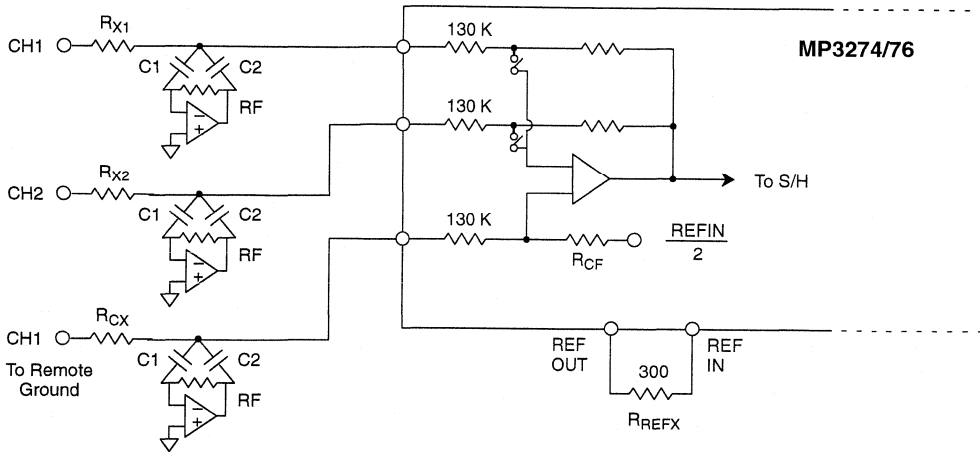 CH1
RX1
C1
C2
RF
−
+
130 K
MP3274/76
130 K
CH2
RX2
C1
C2
RF
−
+
To S/H
130 K
RCF
REFIN
2
CH1
RCX
To Remote
Ground
C1
C2
RF
−
+
REF
OUT
REF
IN
300
RREFX